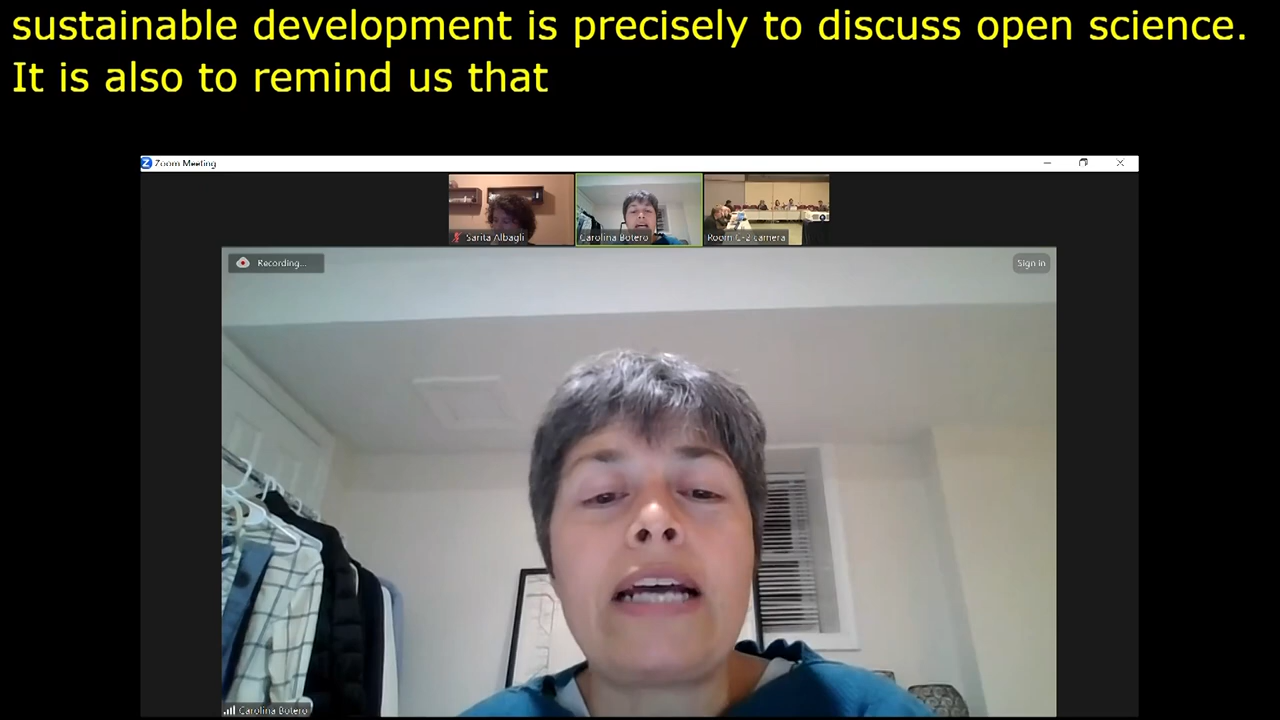 sustainable development is precisely to discuss open science.
It is also to remind us that
Zoom Meeting
Sarita Albagli
Carolina Botero
Room C-2 camera
Recording...
Sign in
Carolina Botero